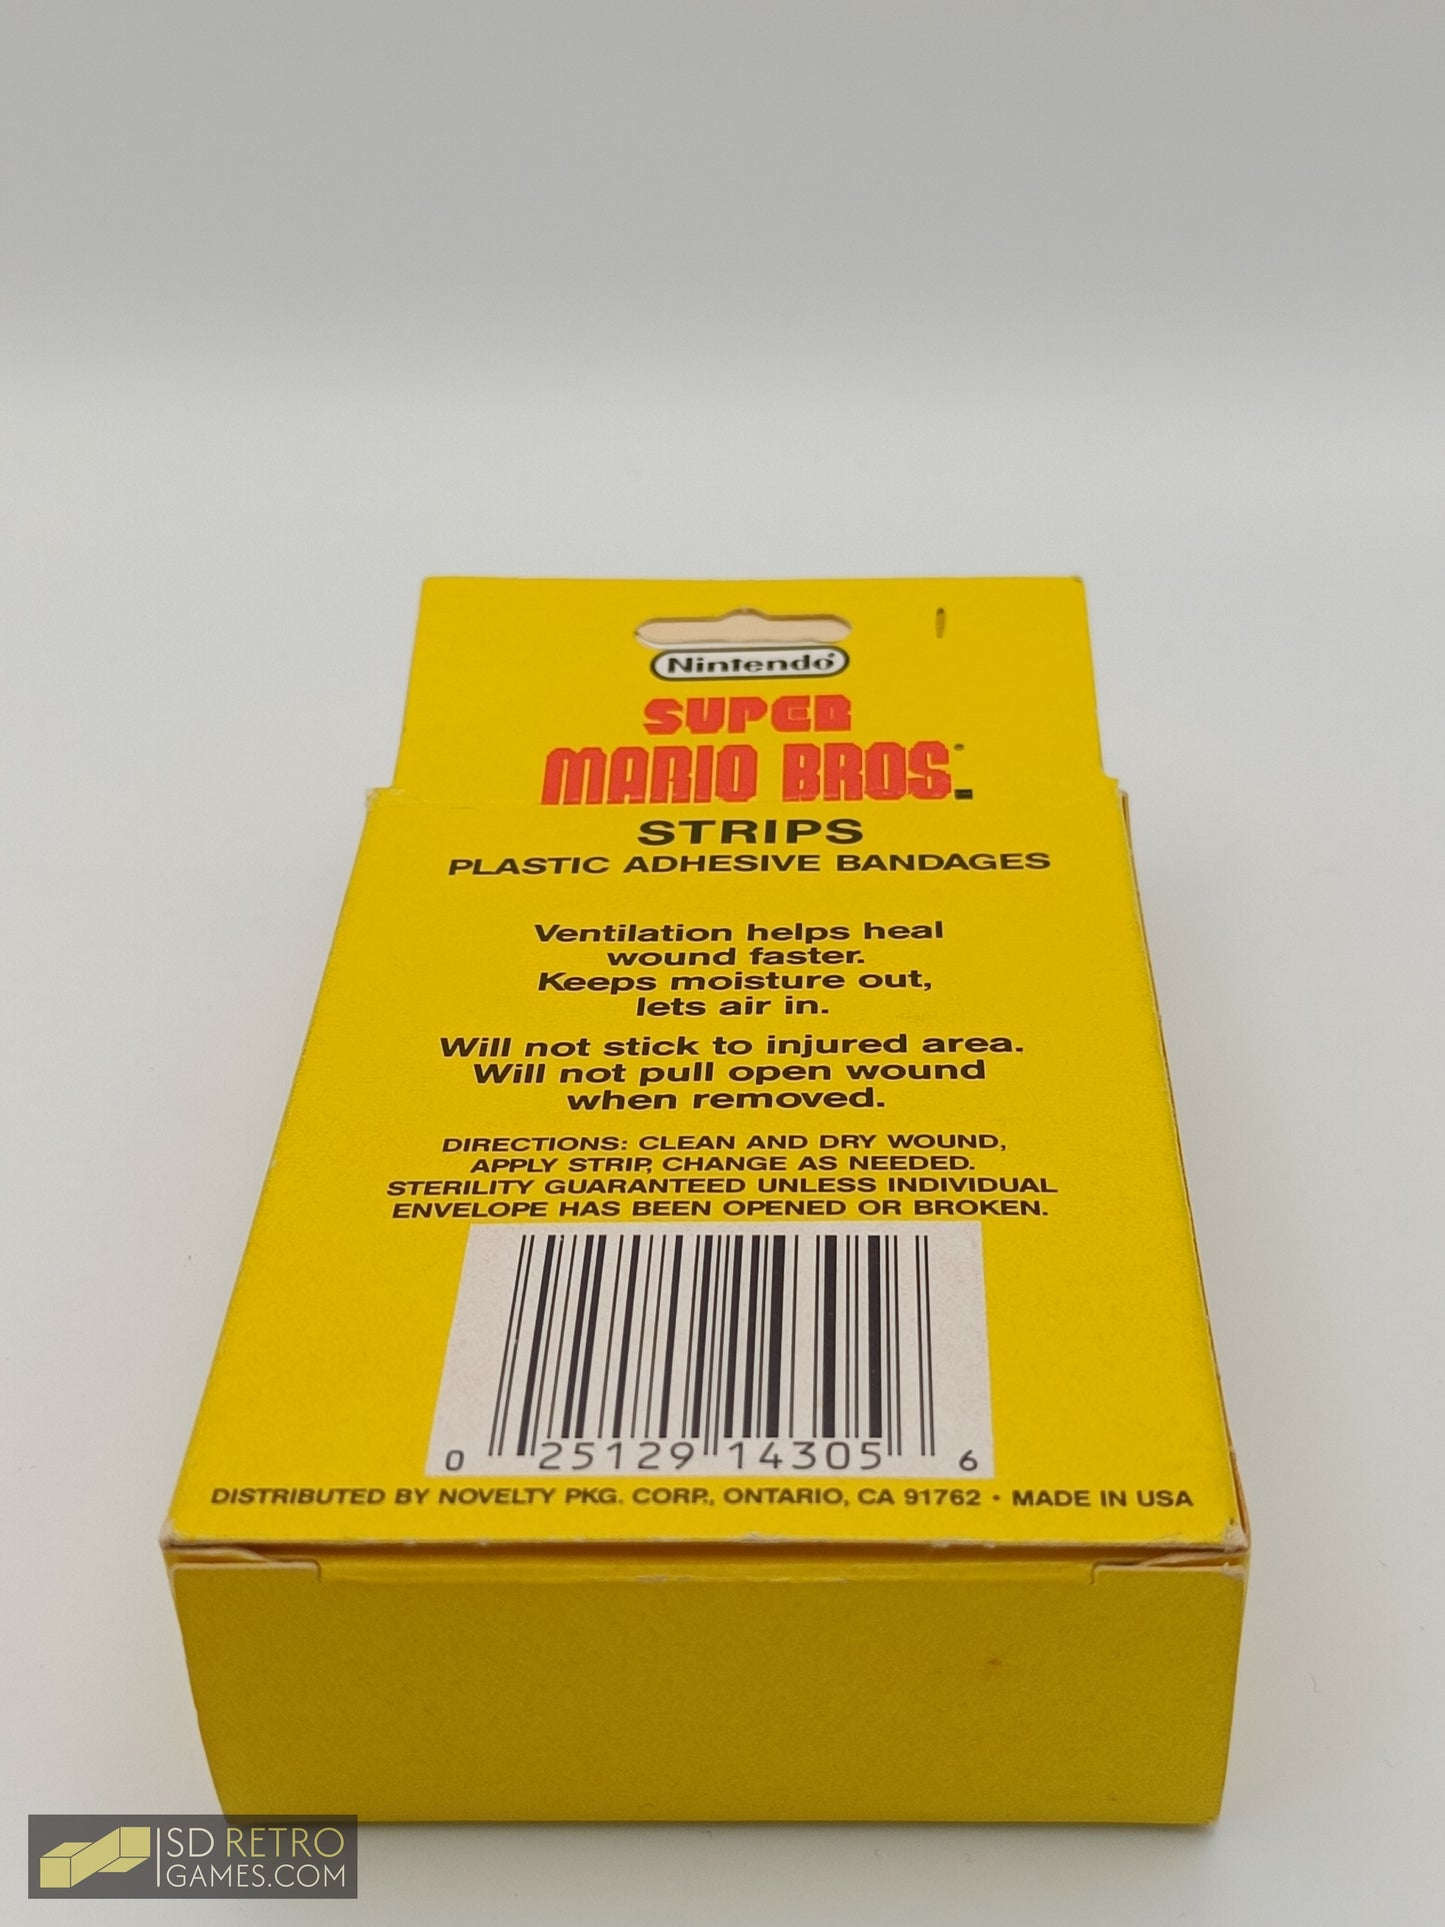 Nintendo®
SUPER
MARIO BROS.®
STRIPS
PLASTIC ADHESIVE BANDAGES
Ventilation helps heal
wound faster.
Keeps moisture out,
lets air in.
Will not stick to injured area.
Will not pull open wound
when removed.
DIRECTIONS: CLEAN AND DRY WOUND,
APPLY STRIP, CHANGE AS NEEDED.
STERILITY GUARANTEED UNLESS INDIVIDUAL
ENVELOPE HAS BEEN OPENED OR BROKEN.
0 25129 14305 6
DISTRIBUTED BY NOVELTY PKG. CORP., ONTARIO, CA 91762 • MADE IN USA
SD RETRO
GAMES.COM